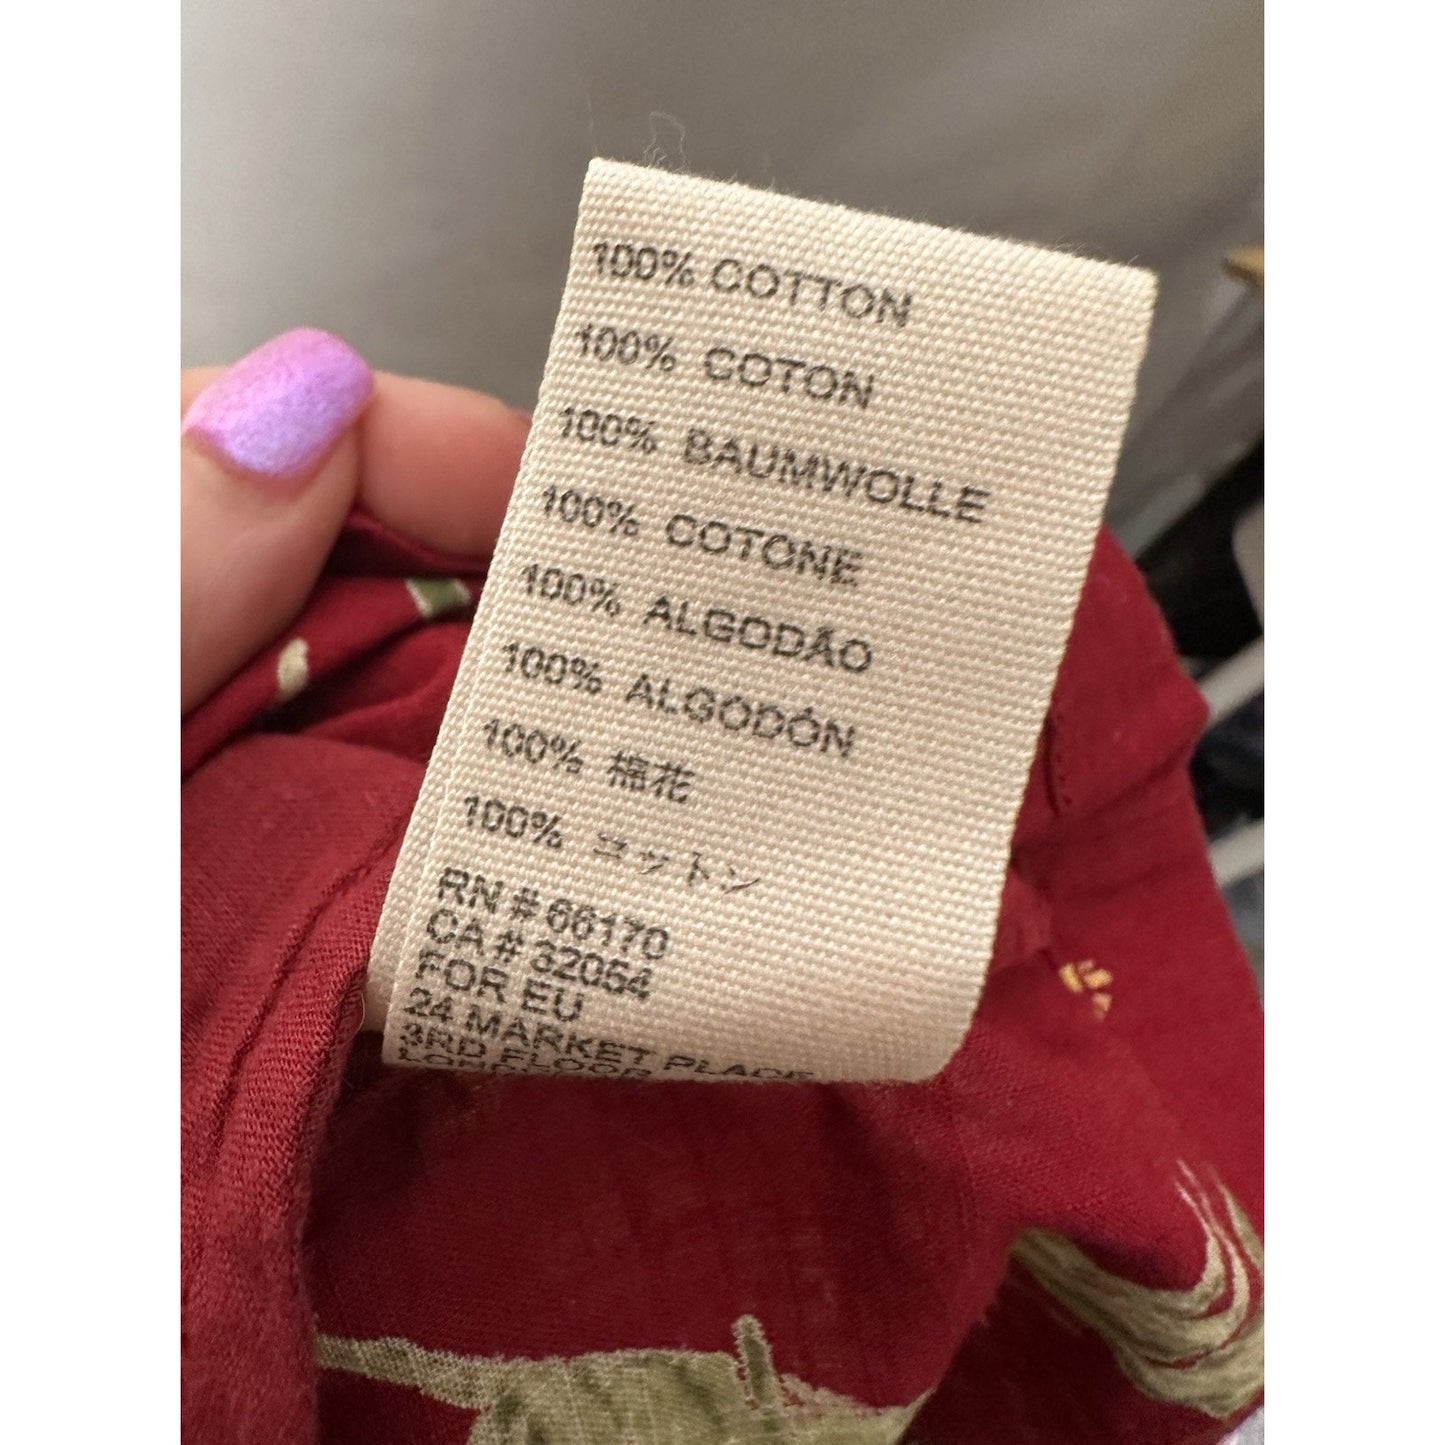 100% COTTON
100% COTON
100% BAUMWOLLE
100% COTONE
100% ALGODÃO
100% ALGODÓN
100% 棉花
100% コットン
RN # 66170
CA # 32054
FOR EU
24 MARKET PLACE
3RD FLOOR